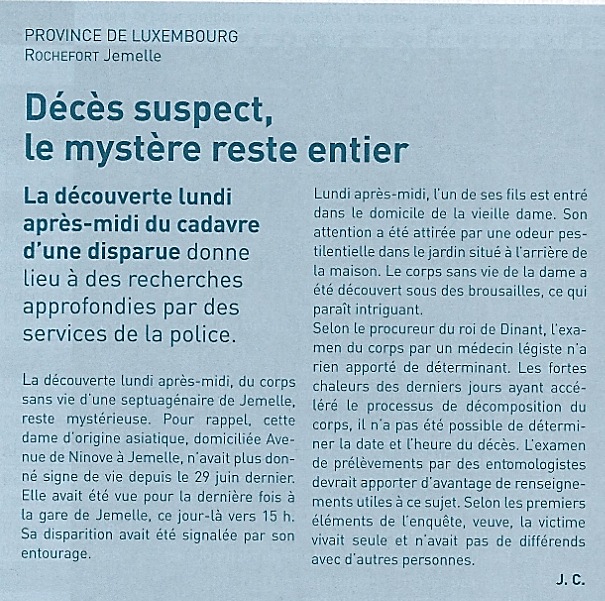 PROVINCE DE LUXEMBOURG
ROCHEFORT Jemelle
Décès suspect,
le mystère reste entier
La découverte lundi
après-midi du cadavre
d'une disparue donne
lieu à des recherches
approfondies par des
services de la police.
La découverte lundi après-midi, du corps
sans vie d'une septuagénaire de Jemelle,
reste mystérieuse. Pour rappel, cette
dame d'origine asiatique, domiciliée Ave-
nue de Ninove à Jemelle, n'avait plus don-
né signe de vie depuis le 29 juin dernier.
Elle avait été vue pour la dernière fois à
la gare de Jemelle, ce jour-là vers 15 h.
Sa disparition avait été signalée par son
entourage.
Lundi après-midi, l'un de ses fils est entré
dans le domicile de la vieille dame. Son
attention a été attirée par une odeur pes-
tilentielle dans le jardin situé à l'arrière de
la maison. Le corps sans vie de la dame a
été découvert sous des brousailles, ce qui
paraît intriguant.
Selon le procureur du roi de Dinant, l'exa-
men du corps par un médecin légiste n'a
rien apporté de déterminant. Les fortes
chaleurs des derniers jours ayant accé-
léré le processus de décomposition du
corps, il n'a pas été possible de détermi-
ner la date et l'heure du décès. L'examen
de prélèvements par des entomologistes
devrait apporter d'avantage de renseigne-
ments utiles à ce sujet. Selon les premiers
éléments de l'enquête, veuve, la victime
vivait seule et n'avait pas de différends
avec d'autres personnes.
J. C.